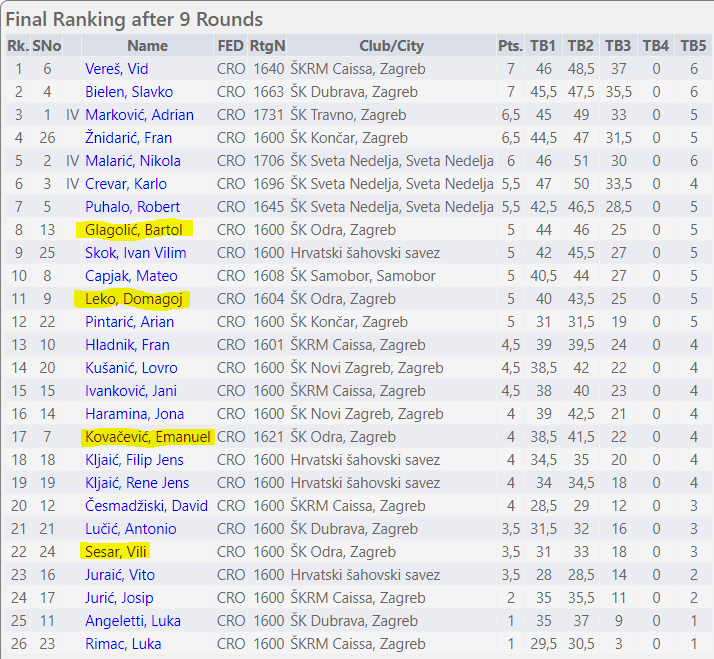 Final Ranking after 9 Rounds
Rk. SNo Name FED RtgN Club/City Pts. TB1 TB2 TB3 TB4 TB5
1 6 Vereš, Vid CRO 1640 ŠKRM Caissa, Zagreb 7 46 48,5 37 0 6
2 4 Bielen, Slavko CRO 1663 ŠK Dubrava, Zagreb 7 45,5 47,5 35,5 0 6
3 1 IV Marković, Adrian CRO 1731 ŠK Travno, Zagreb 6,5 45 49 33 0 5
4 26 Žnidarić, Fran CRO 1600 ŠK Končar, Zagreb 6,5 44,5 47 31,5 0 5
5 2 IV Malarić, Nikola CRO 1706 ŠK Sveta Nedelja, Sveta Nedelja 6 46 51 30 0 6
6 3 IV Crevar, Karlo CRO 1696 ŠK Sveta Nedelja, Sveta Nedelja 5,5 47 50 33,5 0 4
7 5 Puhalo, Robert CRO 1645 ŠK Sveta Nedelja, Sveta Nedelja 5,5 42,5 46,5 28,5 0 5
8 13 Glagolić, Bartol CRO 1600 ŠK Odra, Zagreb 5 44 46 25 0 5
9 25 Skok, Ivan Vilim CRO 1600 Hrvatski šahovski savez 5 42 45,5 27 0 5
10 8 Capjak, Mateo CRO 1608 ŠK Samobor, Samobor 5 40,5 44 27 0 5
11 9 Leko, Domagoj CRO 1604 ŠK Odra, Zagreb 5 40 43,5 25 0 5
12 22 Pintarić, Arian CRO 1600 ŠK Končar, Zagreb 5 31 31,5 19 0 5
13 10 Hladnik, Fran CRO 1601 ŠKRM Caissa, Zagreb 4,5 39 39,5 24 0 4
14 20 Kušanić, Lovro CRO 1600 ŠK Novi Zagreb, Zagreb 4,5 38,5 42 22 0 4
15 15 Ivanković, Jani CRO 1600 ŠKRM Caissa, Zagreb 4,5 38 40 23 0 4
16 14 Haramina, Jona CRO 1600 ŠK Novi Zagreb, Zagreb 4 39 42,5 21 0 4
17 7 Kovačević, Emanuel CRO 1621 ŠK Odra, Zagreb 4 38,5 41,5 22 0 4
18 18 Kljaić, Filip Jens CRO 1600 Hrvatski šahovski savez 4 34,5 35 20 0 4
19 19 Kljaić, Rene Jens CRO 1600 Hrvatski šahovski savez 4 34 34,5 18 0 4
20 12 Česmadžiski, David CRO 1600 ŠKRM Caissa, Zagreb 4 28,5 29 12 0 3
21 21 Lučić, Antonio CRO 1600 ŠK Dubrava, Zagreb 3,5 31,5 32 16 0 3
22 24 Sesar, Vili CRO 1600 ŠK Odra, Zagreb 3,5 31 33 18 0 3
23 16 Juraić, Vito CRO 1600 Hrvatski šahovski savez 3,5 28 28,5 14 0 2
24 17 Jurić, Josip CRO 1600 ŠKRM Caissa, Zagreb 2 35 35,5 11 0 2
25 11 Angeletti, Luka CRO 1600 ŠK Dubrava, Zagreb 1 35 37 9 0 1
26 23 Rimac, Luka CRO 1600 ŠKRM Caissa, Zagreb 1 29,5 30,5 3 0 1